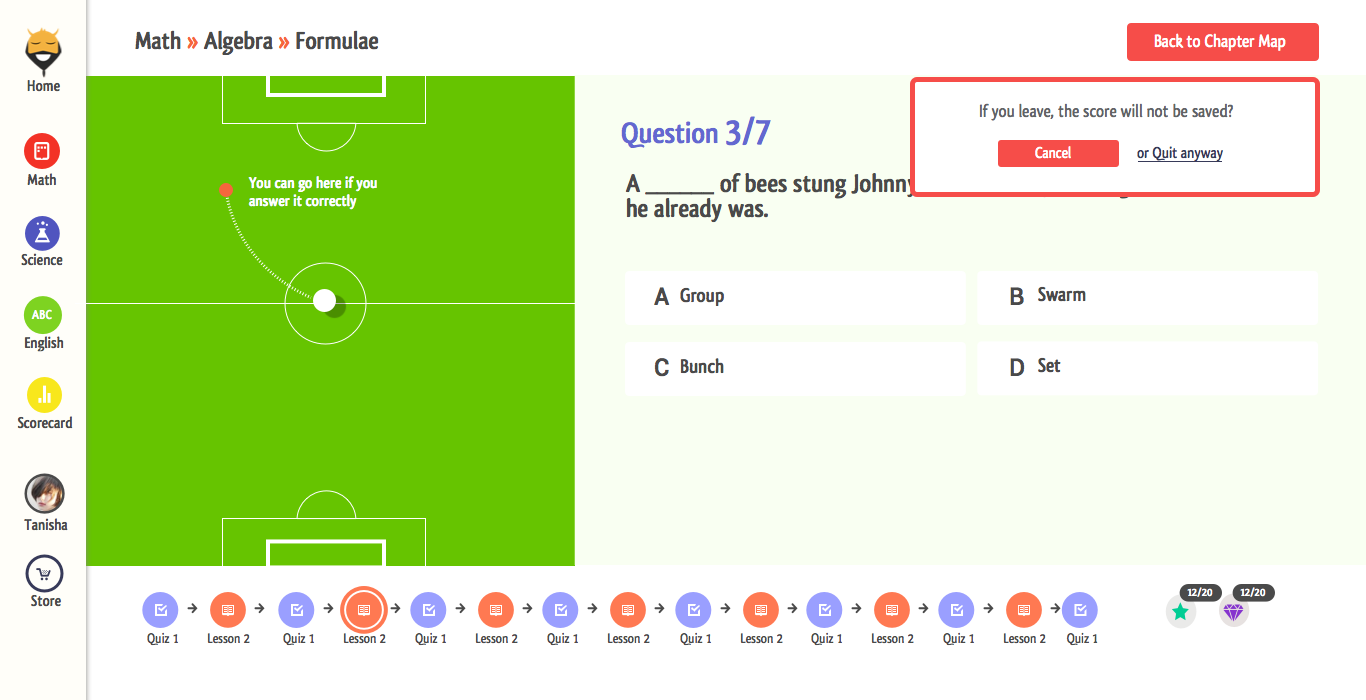 Home
Math
Science
ABC
English
Scorecard
Tanisha
Store
Math » Algebra » Formulae
Back to Chapter Map
You can go here if you
answer it correctly
If you leave, the score will not be saved?
Cancel
or Quit anyway
Question 3/7
A ______ of bees stung Johnny
he already was.
A Group
B Swarm
C Bunch
D Set
Quiz 1
Lesson 2
Quiz 1
Lesson 2
Quiz 1
Lesson 2
Quiz 1
Lesson 2
Quiz 1
Lesson 2
Quiz 1
Lesson 2
Quiz 1
Lesson 2
Quiz 1
12/20
12/20